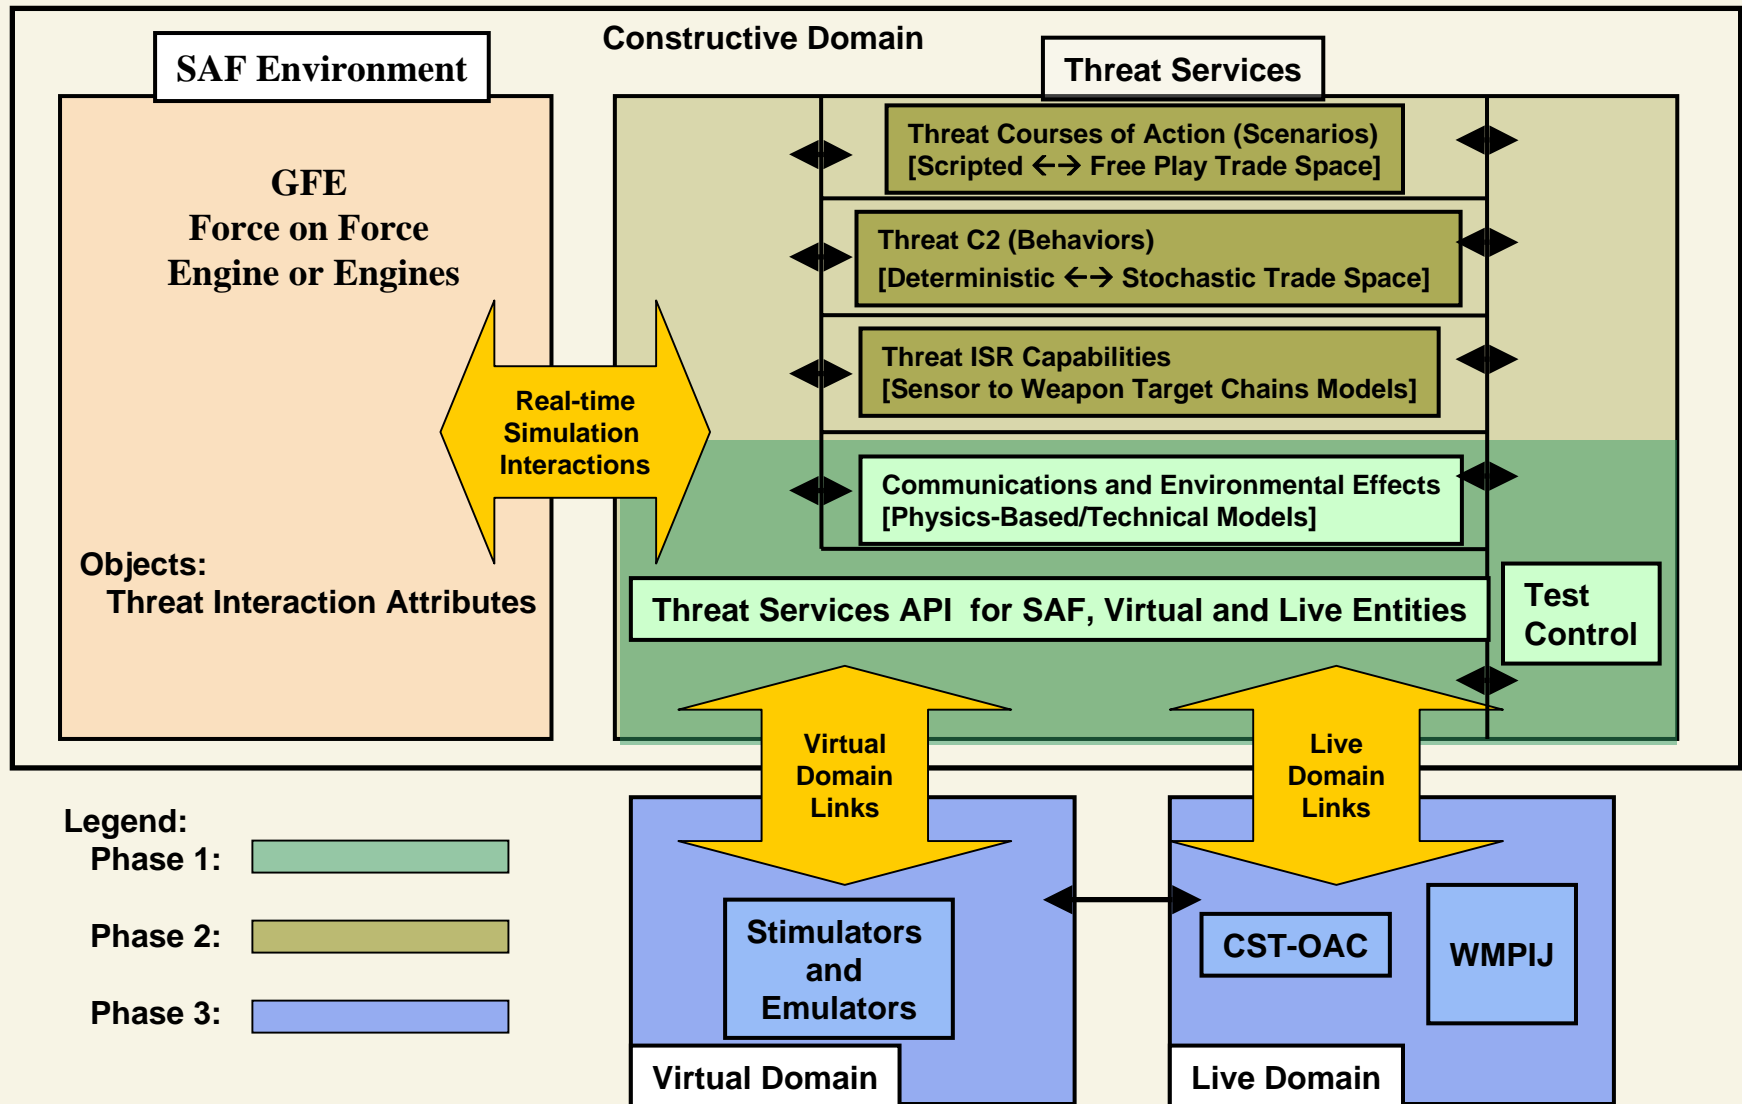 Constructive Domain
SAF Environment
GFE
Force on Force
Engine or Engines
Objects:
Threat Interaction Attributes
Real-time
Simulation
Interactions
Threat Services
Threat Courses of Action (Scenarios)
[Scripted ←→ Free Play Trade Space]
Threat C2 (Behaviors)
[Deterministic ←→ Stochastic Trade Space]
Threat ISR Capabilities
[Sensor to Weapon Target Chains Models]
Communications and Environmental Effects
[Physics-Based/Technical Models]
Threat Services API for SAF, Virtual and Live Entities
Test
Control
Virtual
Domain
Links
Live
Domain
Links
Legend:
Phase 1:
Phase 2:
Phase 3:
Stimulators
and
Emulators
Virtual Domain
CST-OAC
WMPIJ
Live Domain